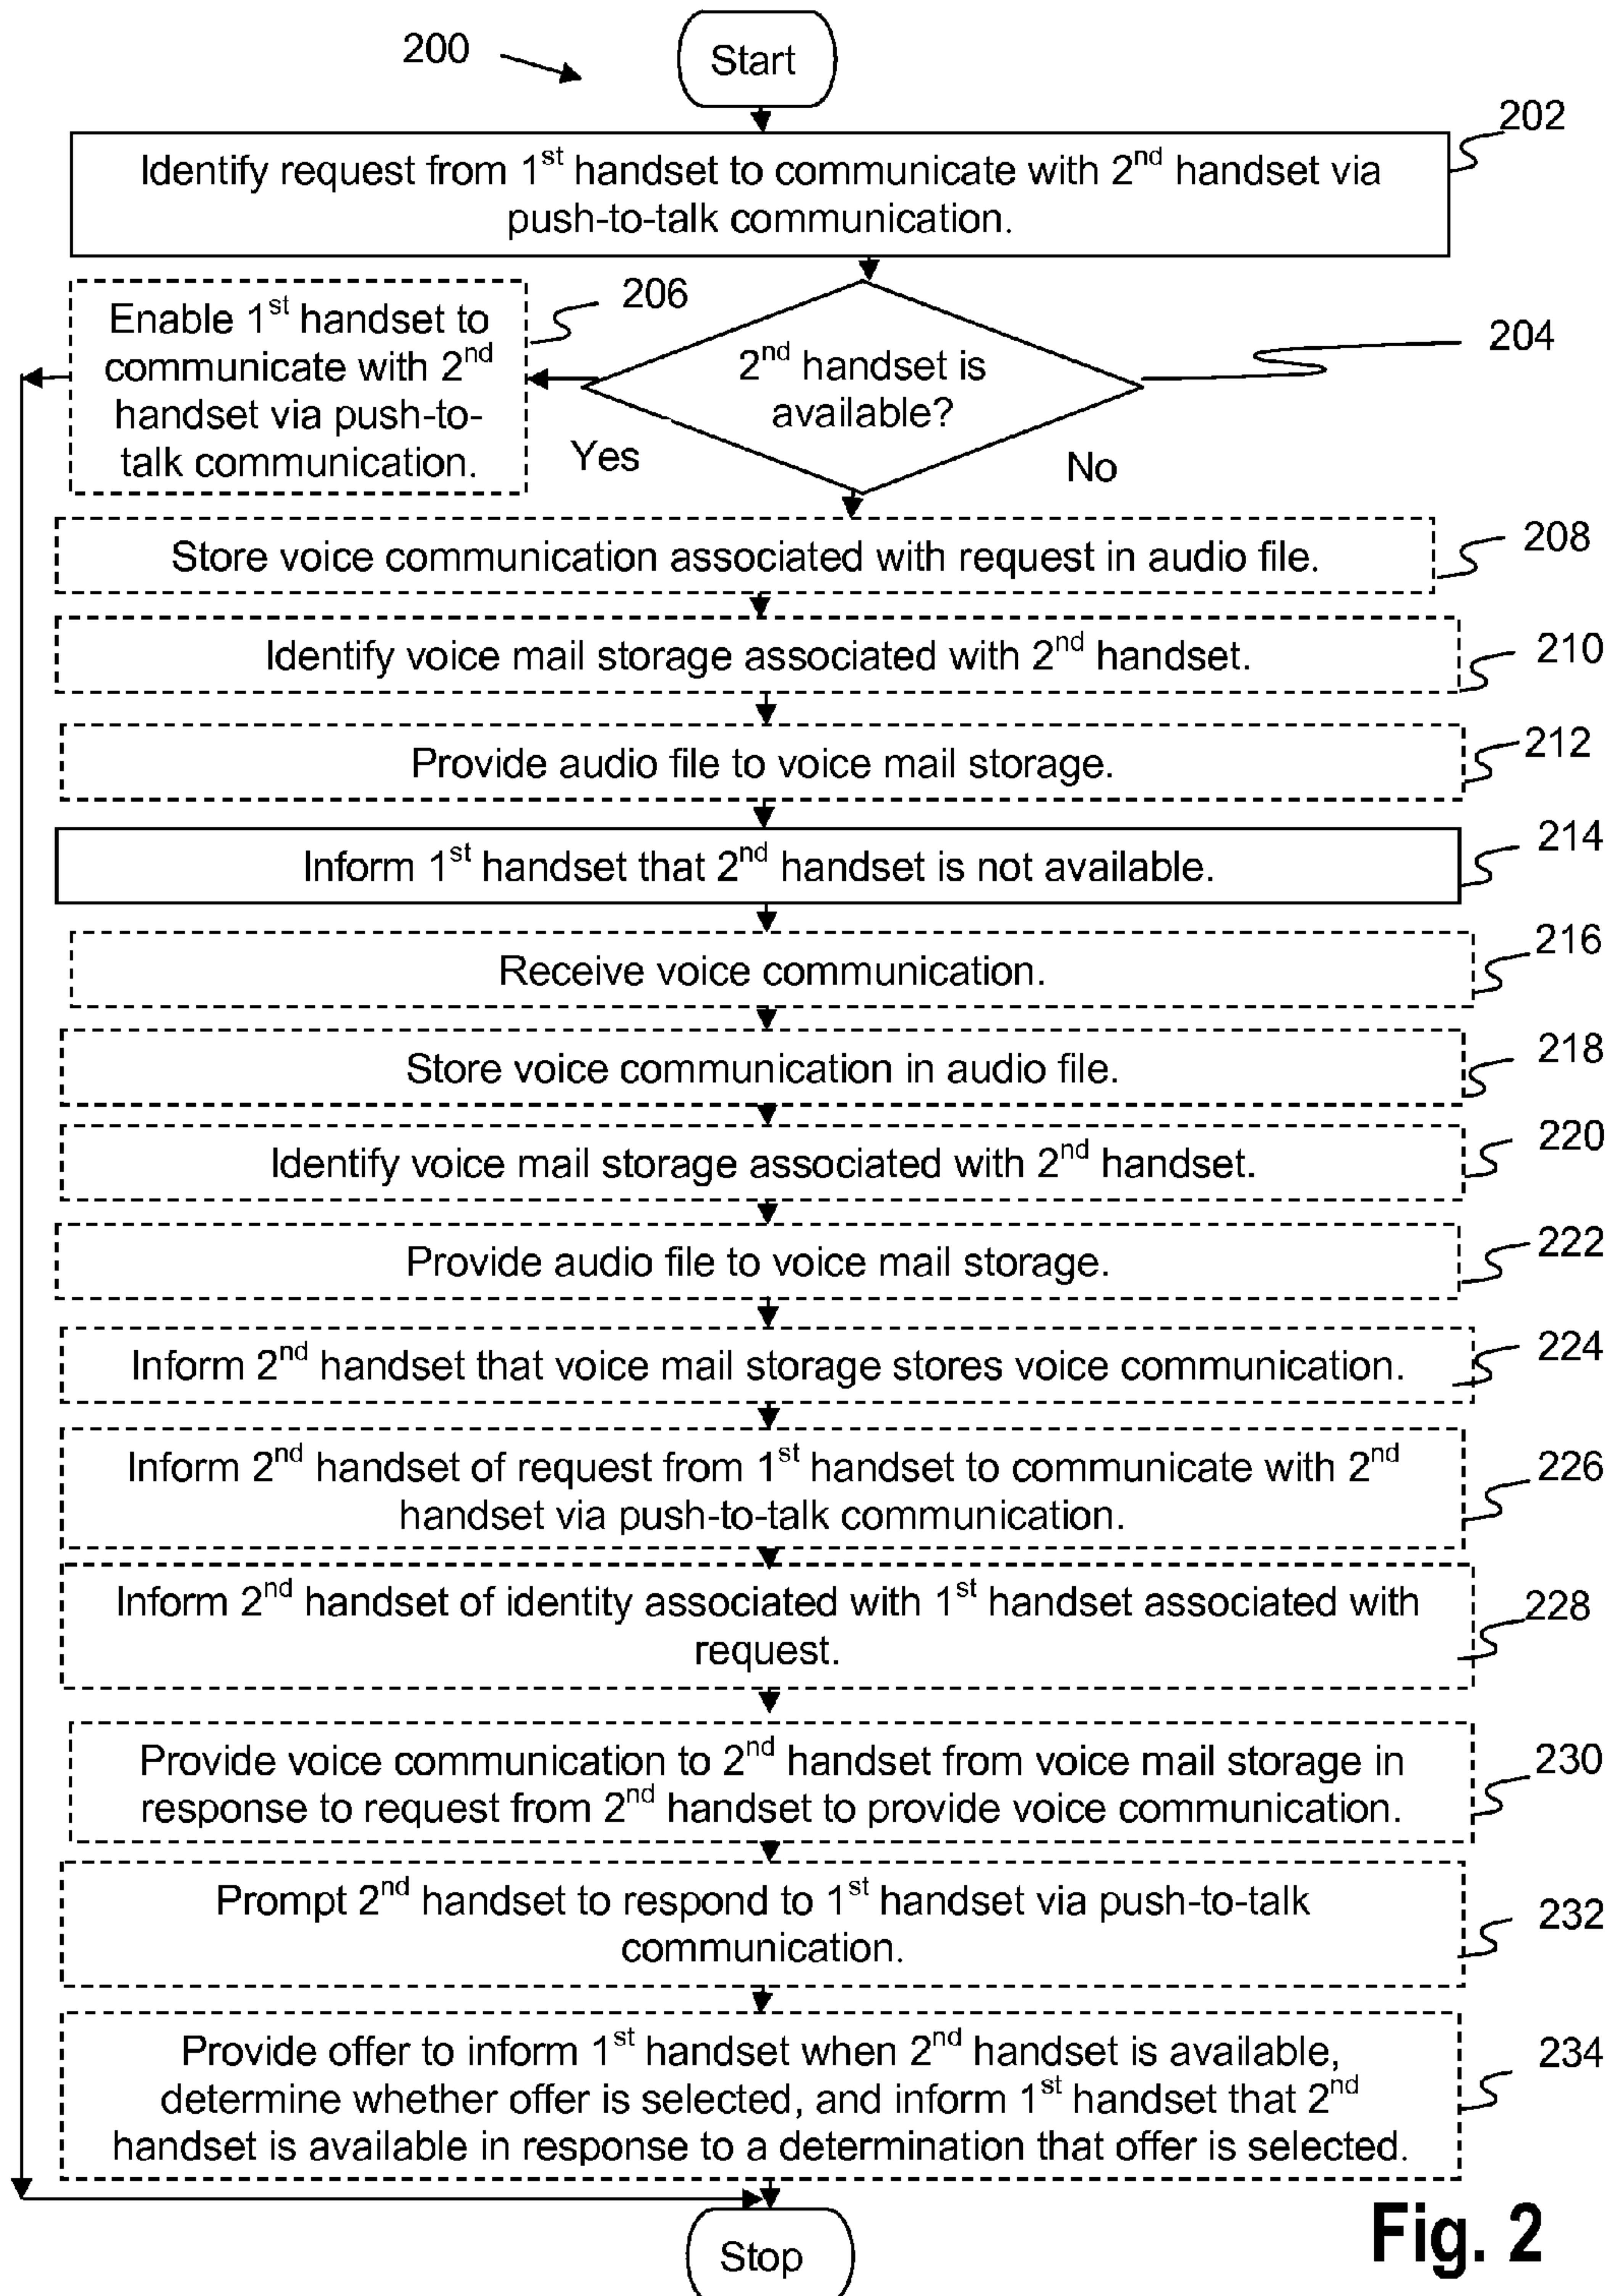 200
Start
202
Identify request from 1st handset to communicate with 2nd handset via
push-to-talk communication.
206
Enable 1st handset to
communicate with 2nd
handset via push-to-
talk communication.
204
2nd handset is
available?
Yes
No
Store voice communication associated with request in audio file.
208
Identify voice mail storage associated with 2nd handset.
210
Provide audio file to voice mail storage.
212
Inform 1st handset that 2nd handset is not available.
214
Receive voice communication.
216
Store voice communication in audio file.
218
Identify voice mail storage associated with 2nd handset.
220
Provide audio file to voice mail storage.
222
Inform 2nd handset that voice mail storage stores voice communication.
224
Inform 2nd handset of request from 1st handset to communicate with 2nd
handset via push-to-talk communication.
226
Inform 2nd handset of identity associated with 1st handset associated with
request.
228
Provide voice communication to 2nd handset from voice mail storage in
response to request from 2nd handset to provide voice communication.
230
Prompt 2nd handset to respond to 1st handset via push-to-talk
communication.
232
Provide offer to inform 1st handset when 2nd handset is available,
determine whether offer is selected, and inform 1st handset that 2nd
handset is available in response to a determination that offer is selected.
234
Stop
Fig. 2